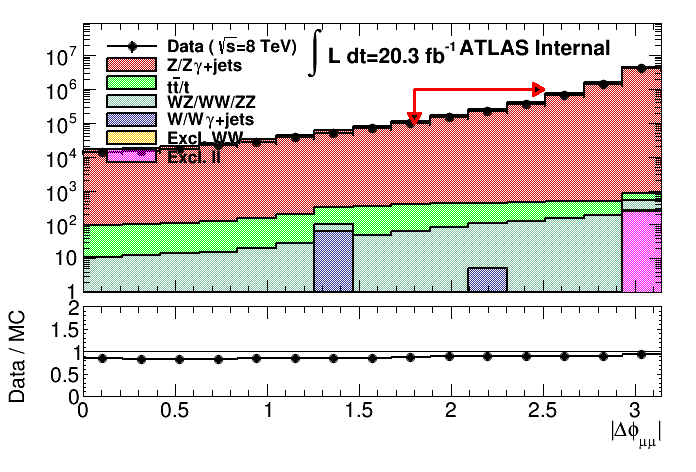 Data ( √s=8 TeV)
Z/Zγ+jets
tt̄/t
WZ/WW/ZZ
W/Wγ+jets
Excl. WW
Excl. ll
∫ L dt=20.3 fb⁻¹ ATLAS Internal
10⁷
10⁶
10⁵
10⁴
10³
10²
10
1
2
1.5
1
0.5
0
Data / MC
0 0.5 1 1.5 2 2.5 3
|Δϕμμ|